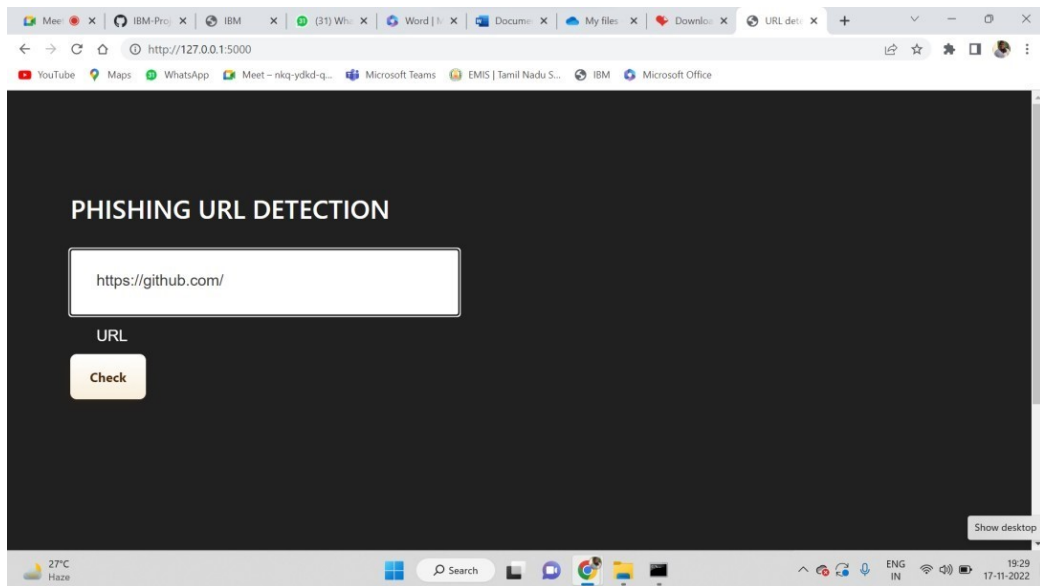 Mee
IBM-Proj
IBM
(31) Wha
Word | M
Docume
My files
Downloa
URL dete
http://127.0.0.1:5000
YouTube
Maps
WhatsApp
Meet – nkq-ydkd-q...
Microsoft Teams
EMIS | Tamil Nadu S...
IBM
Microsoft Office
PHISHING URL DETECTION
https://github.com/
URL
Check
Show desktop
27°C
Haze
Search
ENG
IN
19:29
17-11-2022